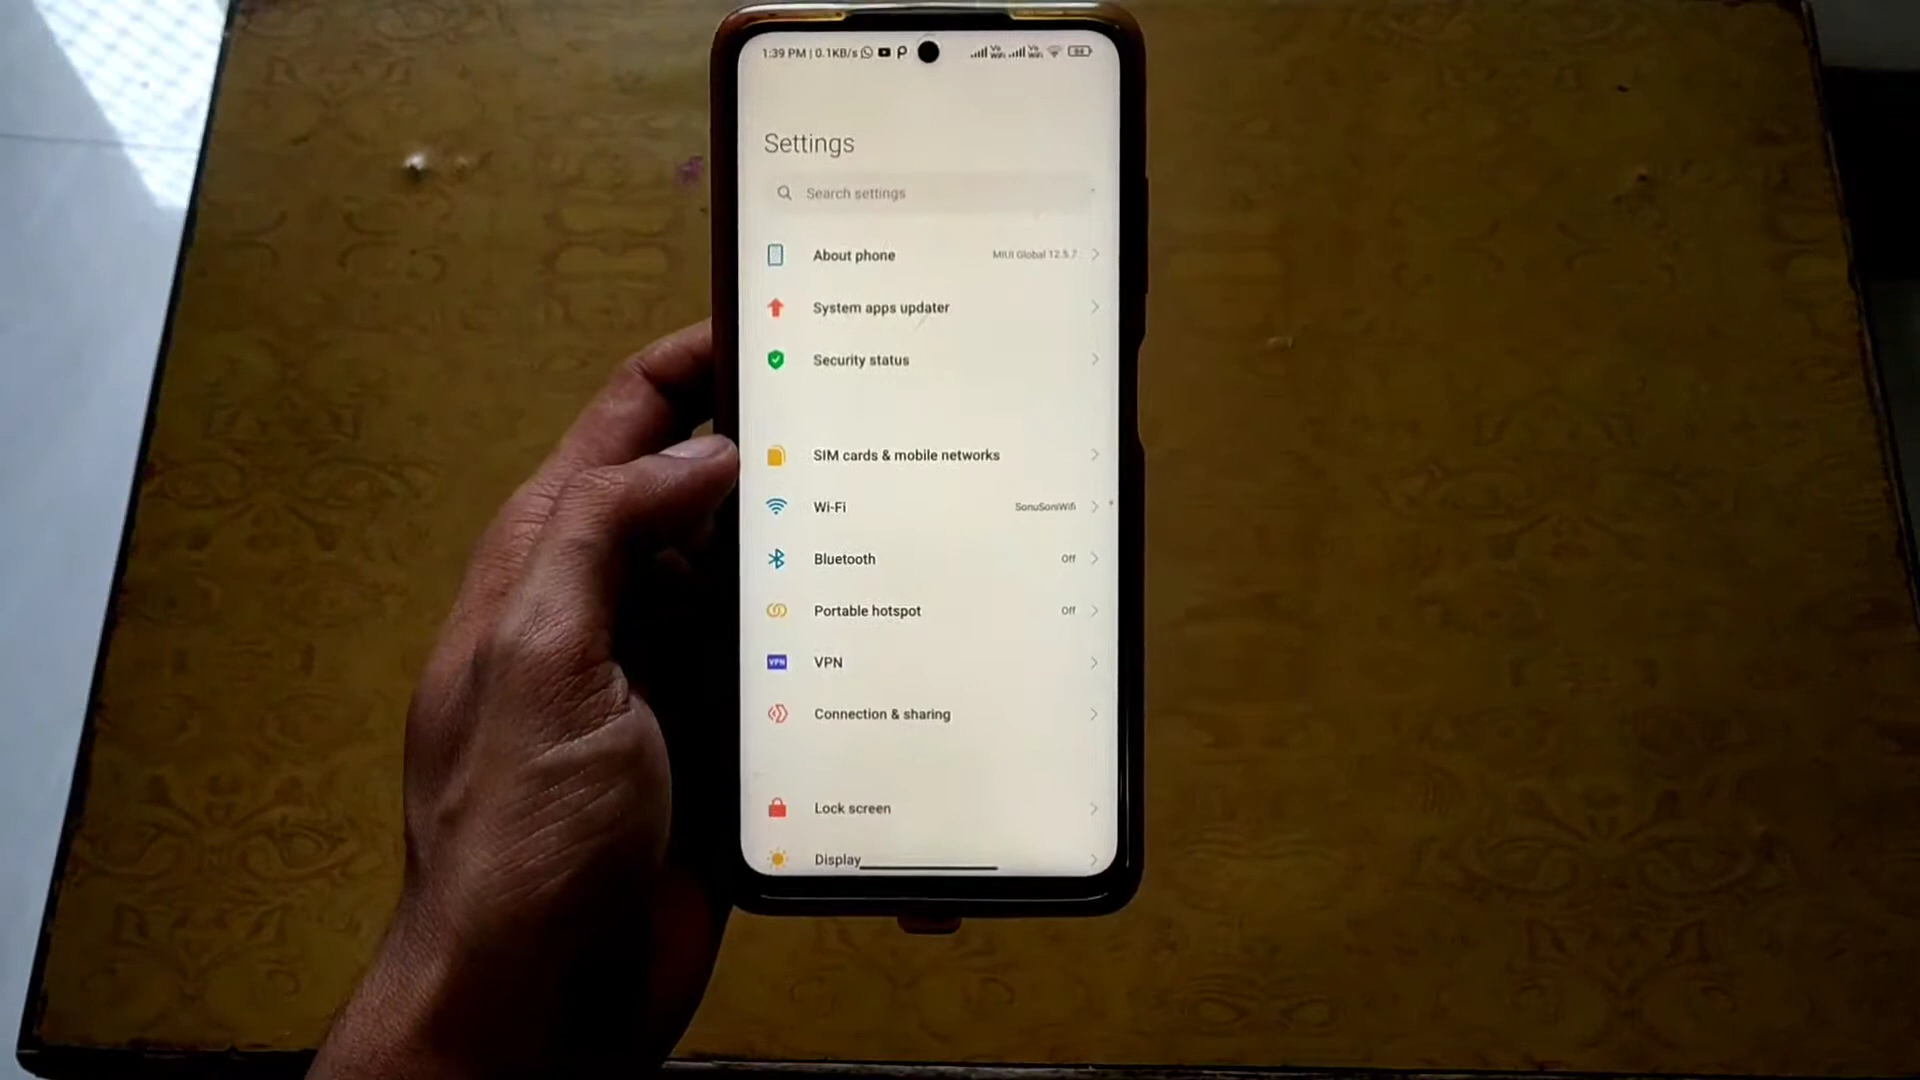 1:39 PM | 0.1KB/s
Settings
Search settings
About phone MIUI Global 12.5.7
System apps updater
Security status
SIM cards & mobile networks
Wi-Fi SonuSoniWifi
Bluetooth Off
Portable hotspot Off
VPN VPN
Connection & sharing
Lock screen
Display